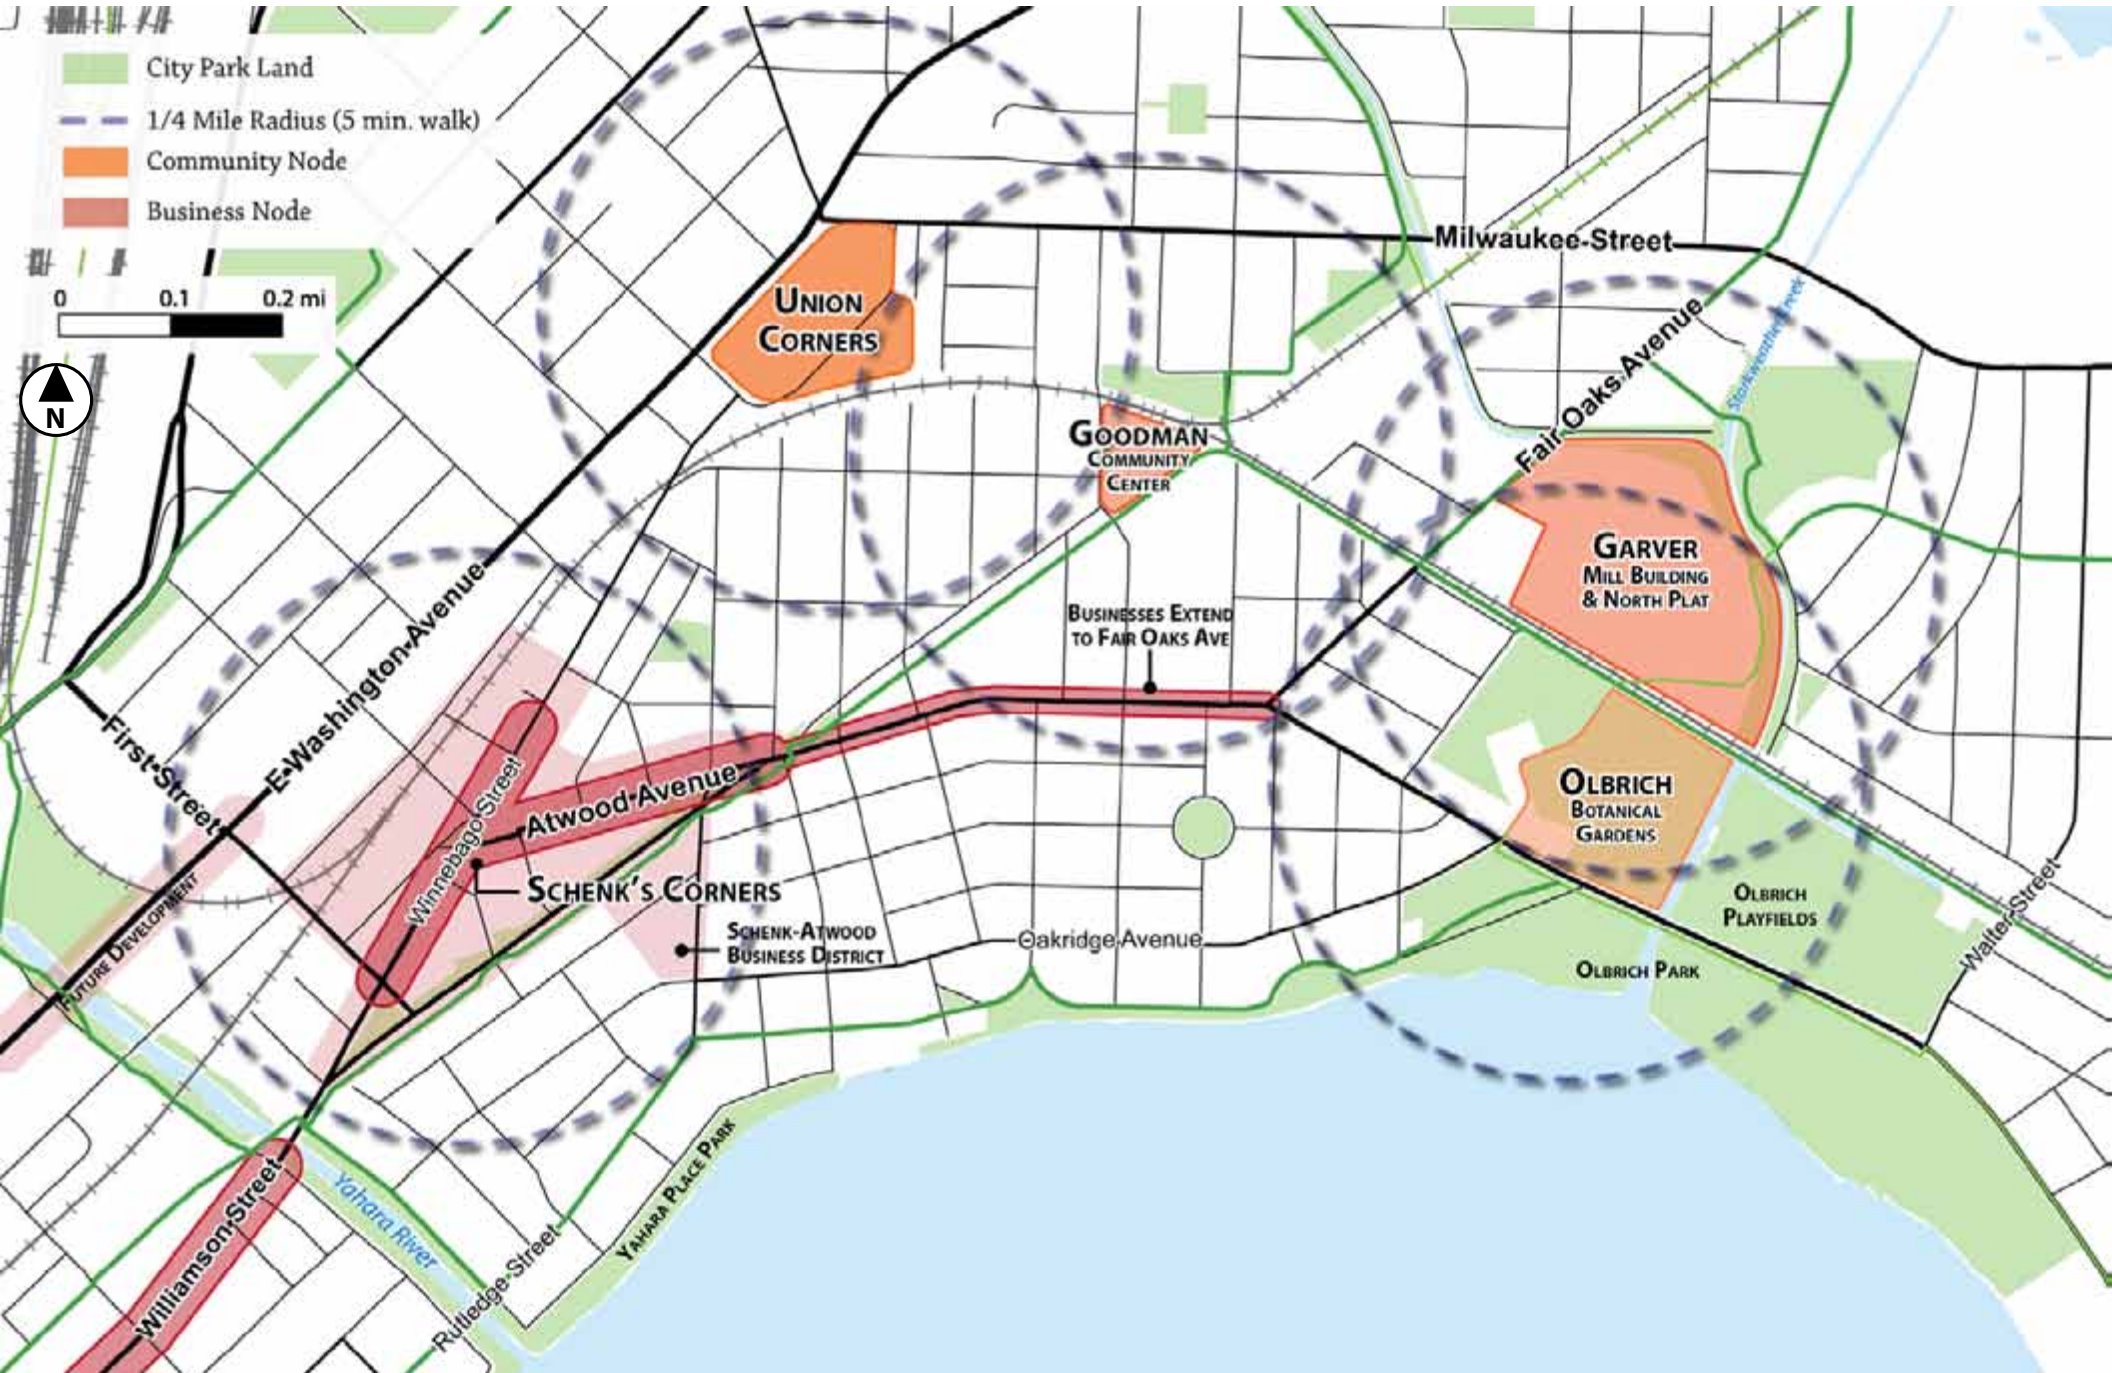 City Park Land
1/4 Mile Radius (5 min. walk)
Community Node
Business Node
0 0.1 0.2 mi
N
Milwaukee Street
Union
Corners
Fair Oaks Avenue
Starkweather Creek
Goodman
Community
Center
Garver
Mill Building
& North Plat
Businesses Extend
to Fair Oaks Ave
E Washington Avenue
First Street
Winnebago Street
Atwood Avenue
Schenk's Corners
Future Development
Schenk-Atwood
Business District
Oakridge Avenue
Olbrich
Botanical
Gardens
Olbrich
Playfields
Olbrich Park
Walter Street
Williamson Street
Yahara River
Rutledge Street
Yahara Place Park